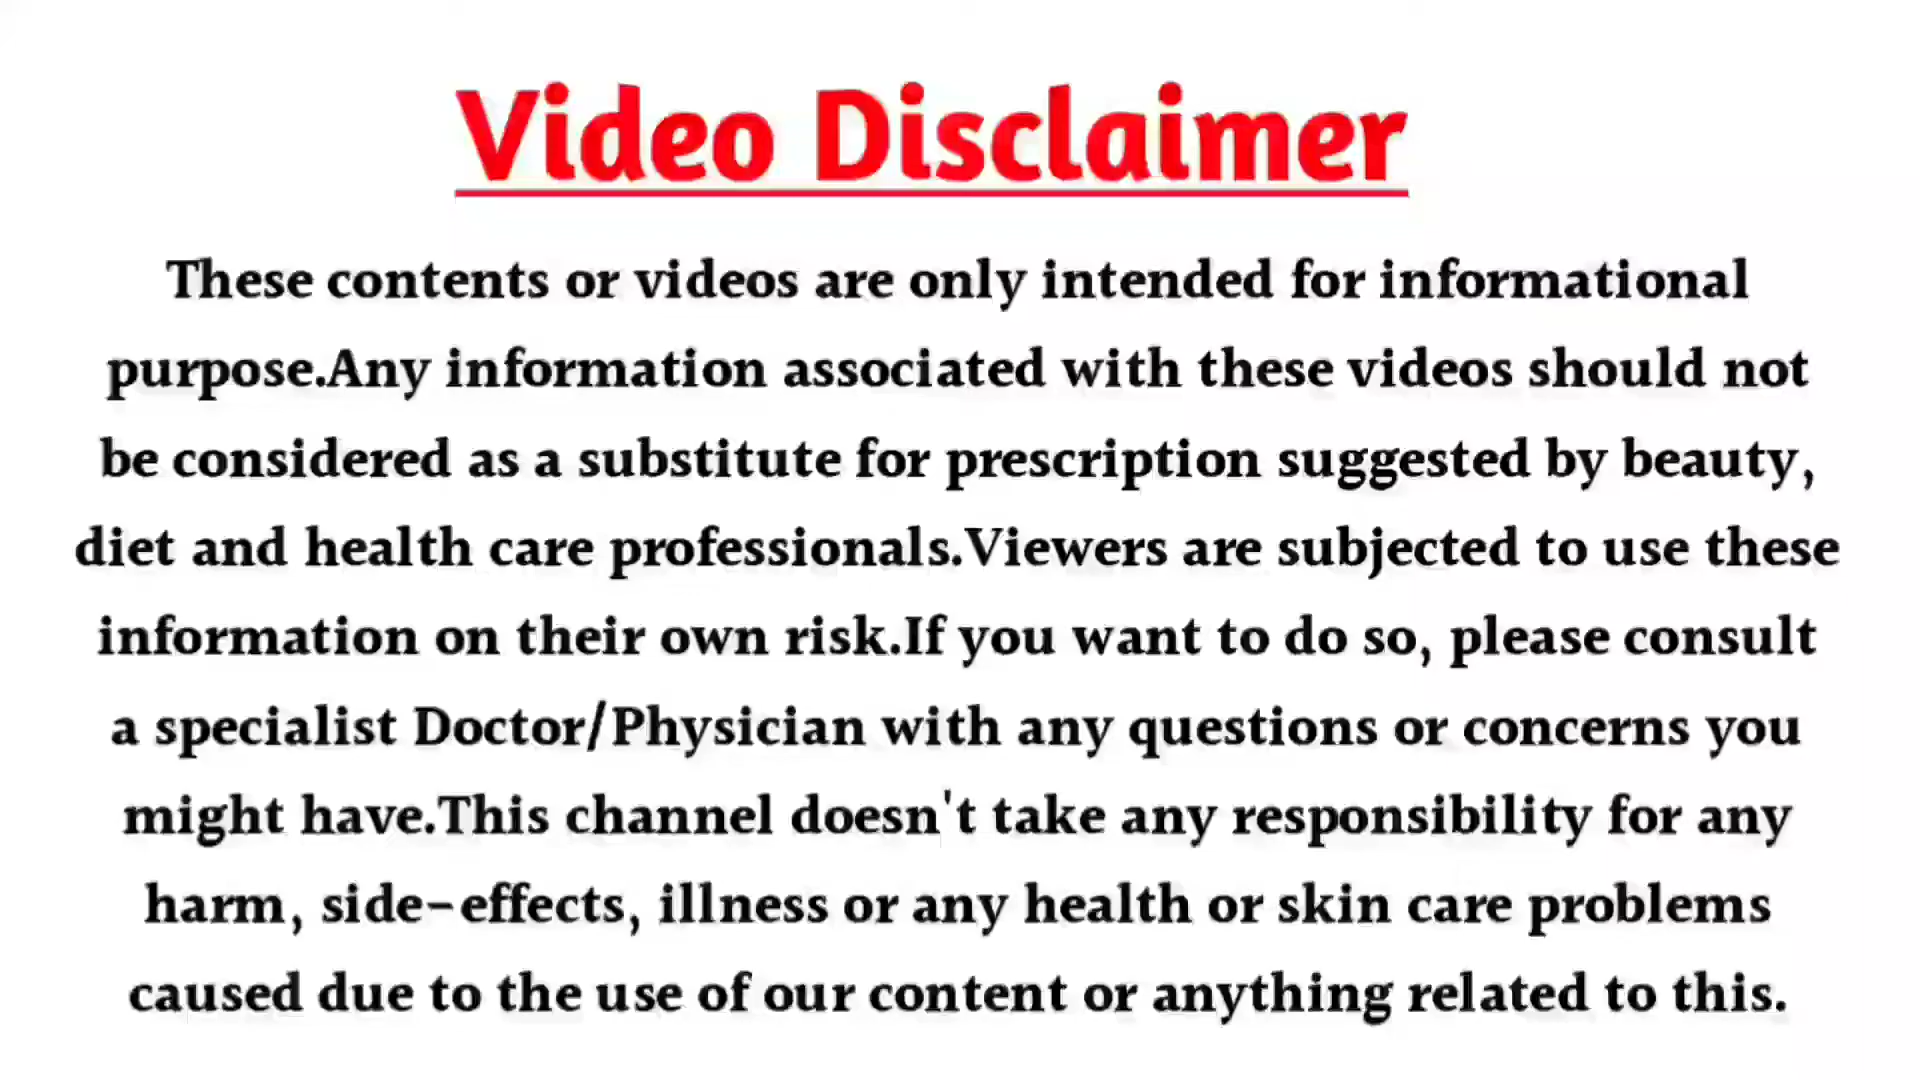 Video Disclaimer
These contents or videos are only intended for informational
purpose.Any information associated with these videos should not
be considered as a substitute for prescription suggested by beauty,
diet and health care professionals.Viewers are subjected to use these
information on their own risk.If you want to do so, please consult
a specialist Doctor/Physician with any questions or concerns you
might have.This channel doesn't take any responsibility for any
harm, side-effects, illness or any health or skin care problems
caused due to the use of our content or anything related to this.